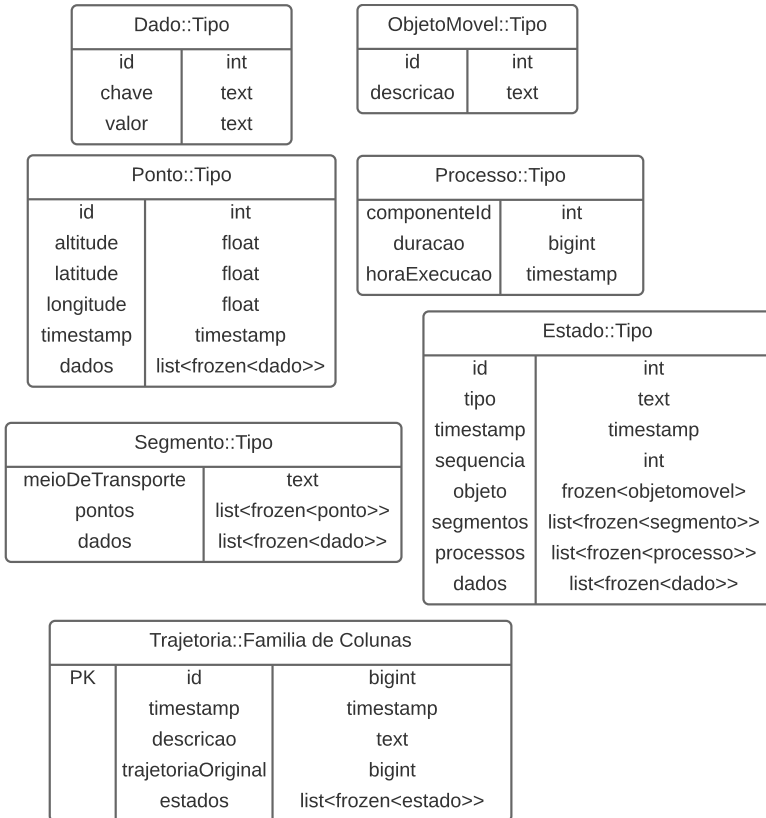 Dado::Tipo
id int
chave text
valor text
ObjetoMovel::Tipo
id int
descricao text
Ponto::Tipo
id int
altitude float
latitude float
longitude float
timestamp timestamp
dados list<frozen<dado>>
Processo::Tipo
componenteId int
duracao bigint
horaExecucao timestamp
Estado::Tipo
id int
tipo text
timestamp timestamp
sequencia int
objeto frozen<objetomovel>
segmentos list<frozen<segmento>>
processos list<frozen<processo>>
dados list<frozen<dado>>
Segmento::Tipo
meioDeTransporte text
pontos list<frozen<ponto>>
dados list<frozen<dado>>
Trajetoria::Familia de Colunas
PK id bigint
timestamp timestamp
descricao text
trajetoriaOriginal bigint
estados list<frozen<estado>>